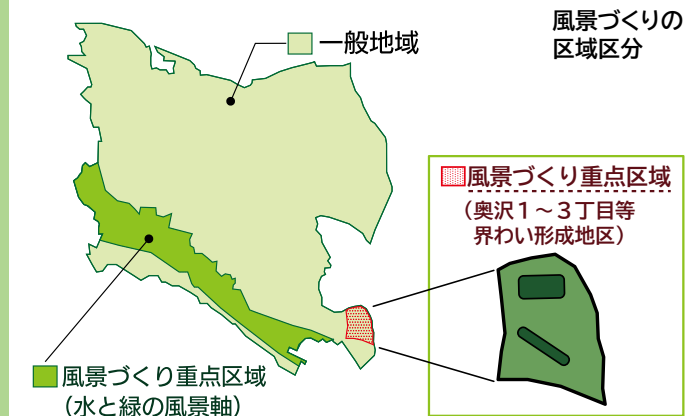 風景づくりの
区域区分
一般地域
風景づくり重点区域
(奥沢1~3丁目等
界わい形成地区)
風景づくり重点区域
(水と緑の風景軸)